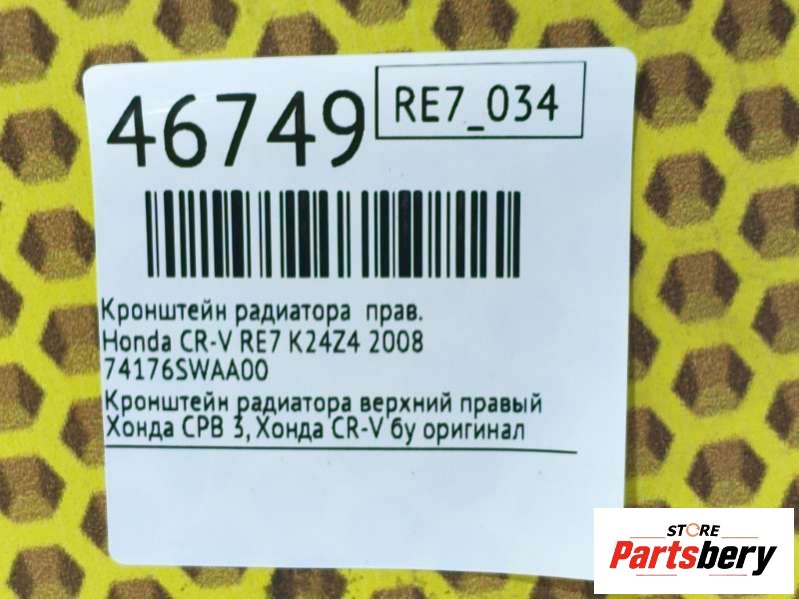 46749
RE7_034
Кронштейн радиатора прав.
Honda CR-V RE7 K24Z4 2008
74176SWAA00
Кронштейн радиатора верхний правый
Хонда СРВ 3, Хонда CR-V бу оригинал
STORE
Partsbery